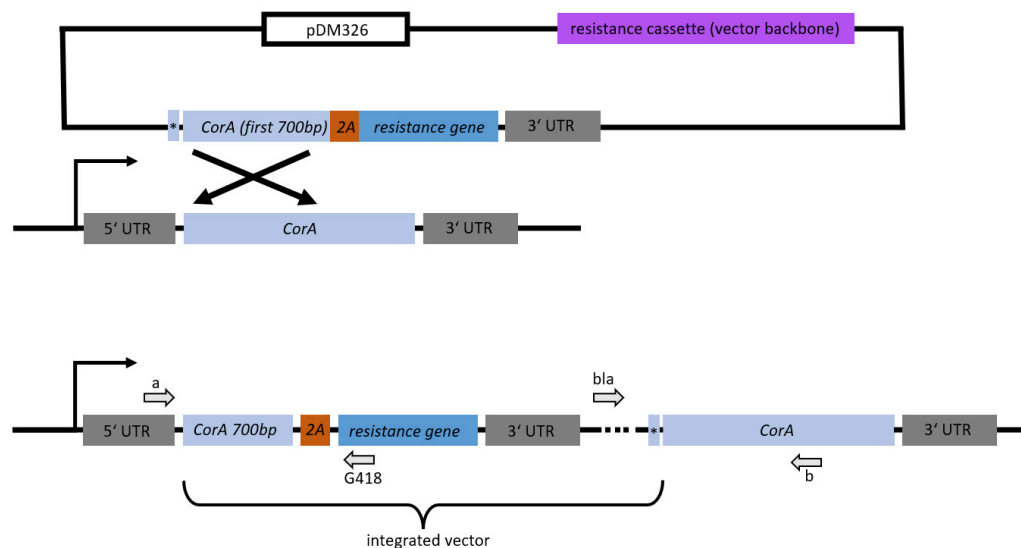 pDM326
resistance cassette (vector backbone)
* CorA (first 700bp) 2A resistance gene 3' UTR
5' UTR CorA 3' UTR
a bla
5' UTR CorA 700bp 2A resistance gene 3' UTR * CorA 3' UTR
G418 b
integrated vector